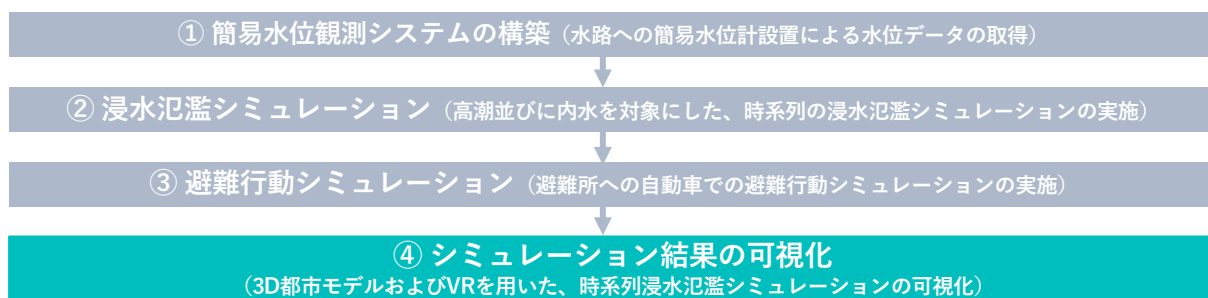 ① 簡易水位観測システムの構築（水路への簡易水位計設置による水位データの取得）
② 浸水氾濫シミュレーション（高潮並びに内水を対象にした、時系列の浸水氾濫シミュレーションの実施）
③ 避難行動シミュレーション（避難所への自動車での避難行動シミュレーションの実施）
④ シミュレーション結果の可視化
（3D都市モデルおよびVRを用いた、時系列浸水氾濫シミュレーションの可視化）